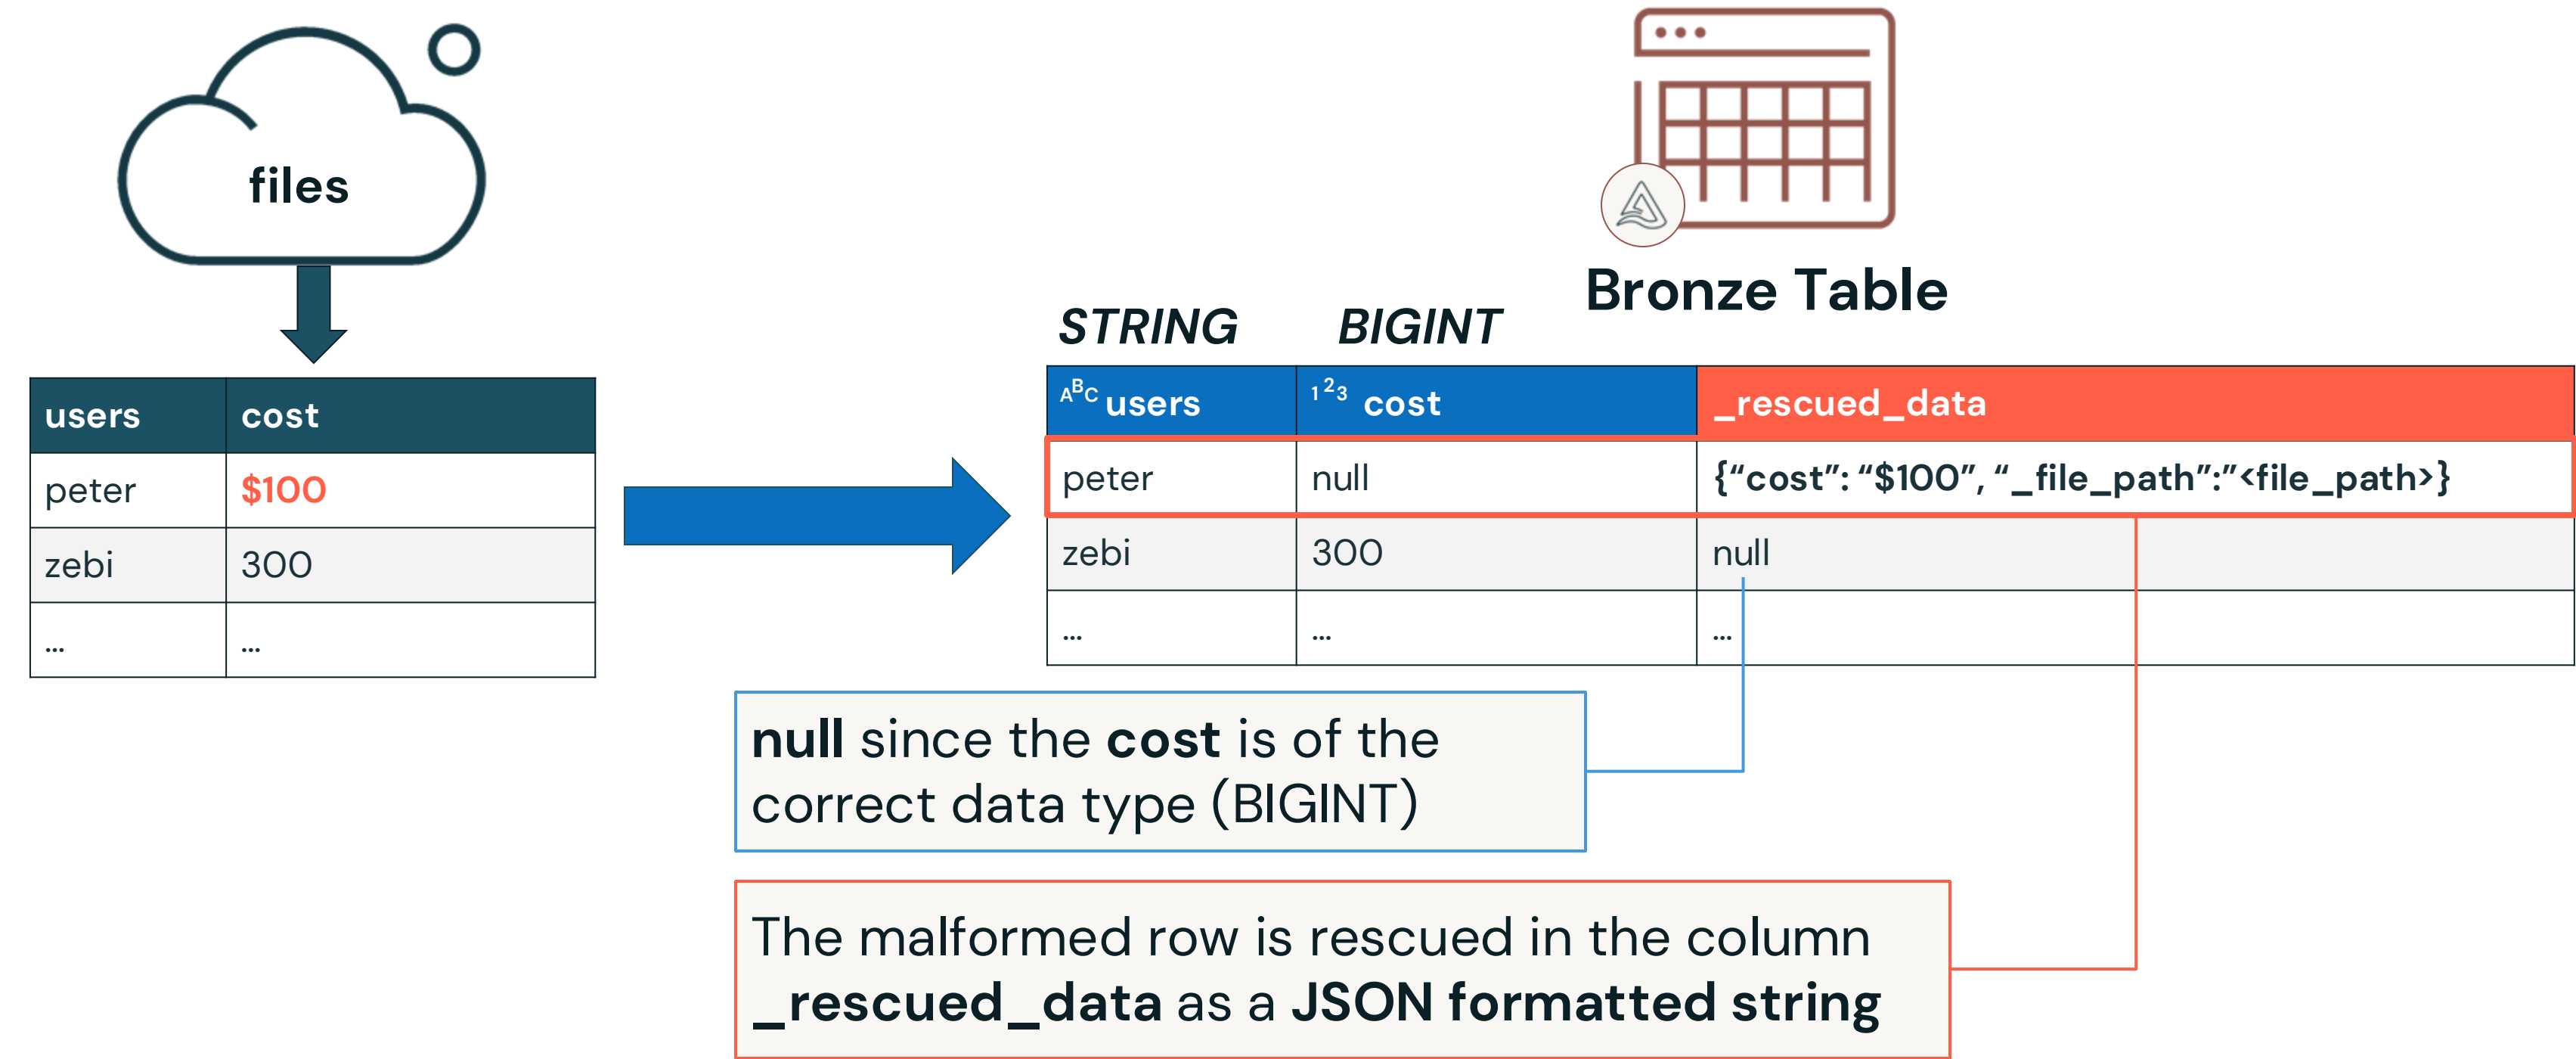 files
Bronze Table
STRING BIGINT
users cost
peter $100
zebi 300
... ...
ABC users 123 cost _rescued_data
peter null {“cost”: “$100”, “_file_path”:”<file_path>}
zebi 300 null
... ... ...
null since the cost is of the
correct data type (BIGINT)
The malformed row is rescued in the column
_rescued_data as a JSON formatted string